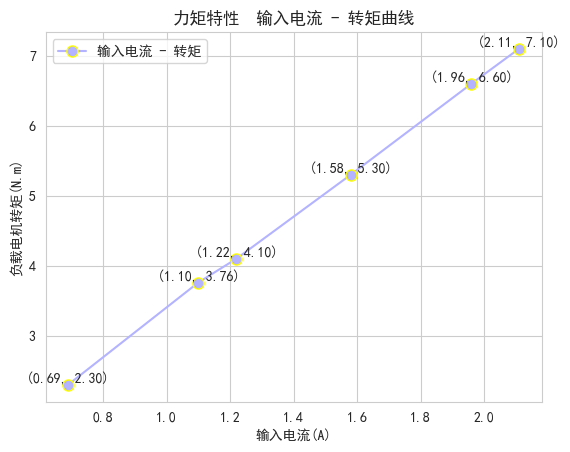 力矩特性 输入电流 - 转矩曲线
输入电流 - 转矩
(2.11, 7.10)
(1.96, 6.60)
(1.58, 5.30)
(1.22, 4.10)
(1.10, 3.76)
(0.69, 2.30)
7
6
5
4
3
负载电机转矩(N.m)
0.8 1.0 1.2 1.4 1.6 1.8 2.0
输入电流(A)